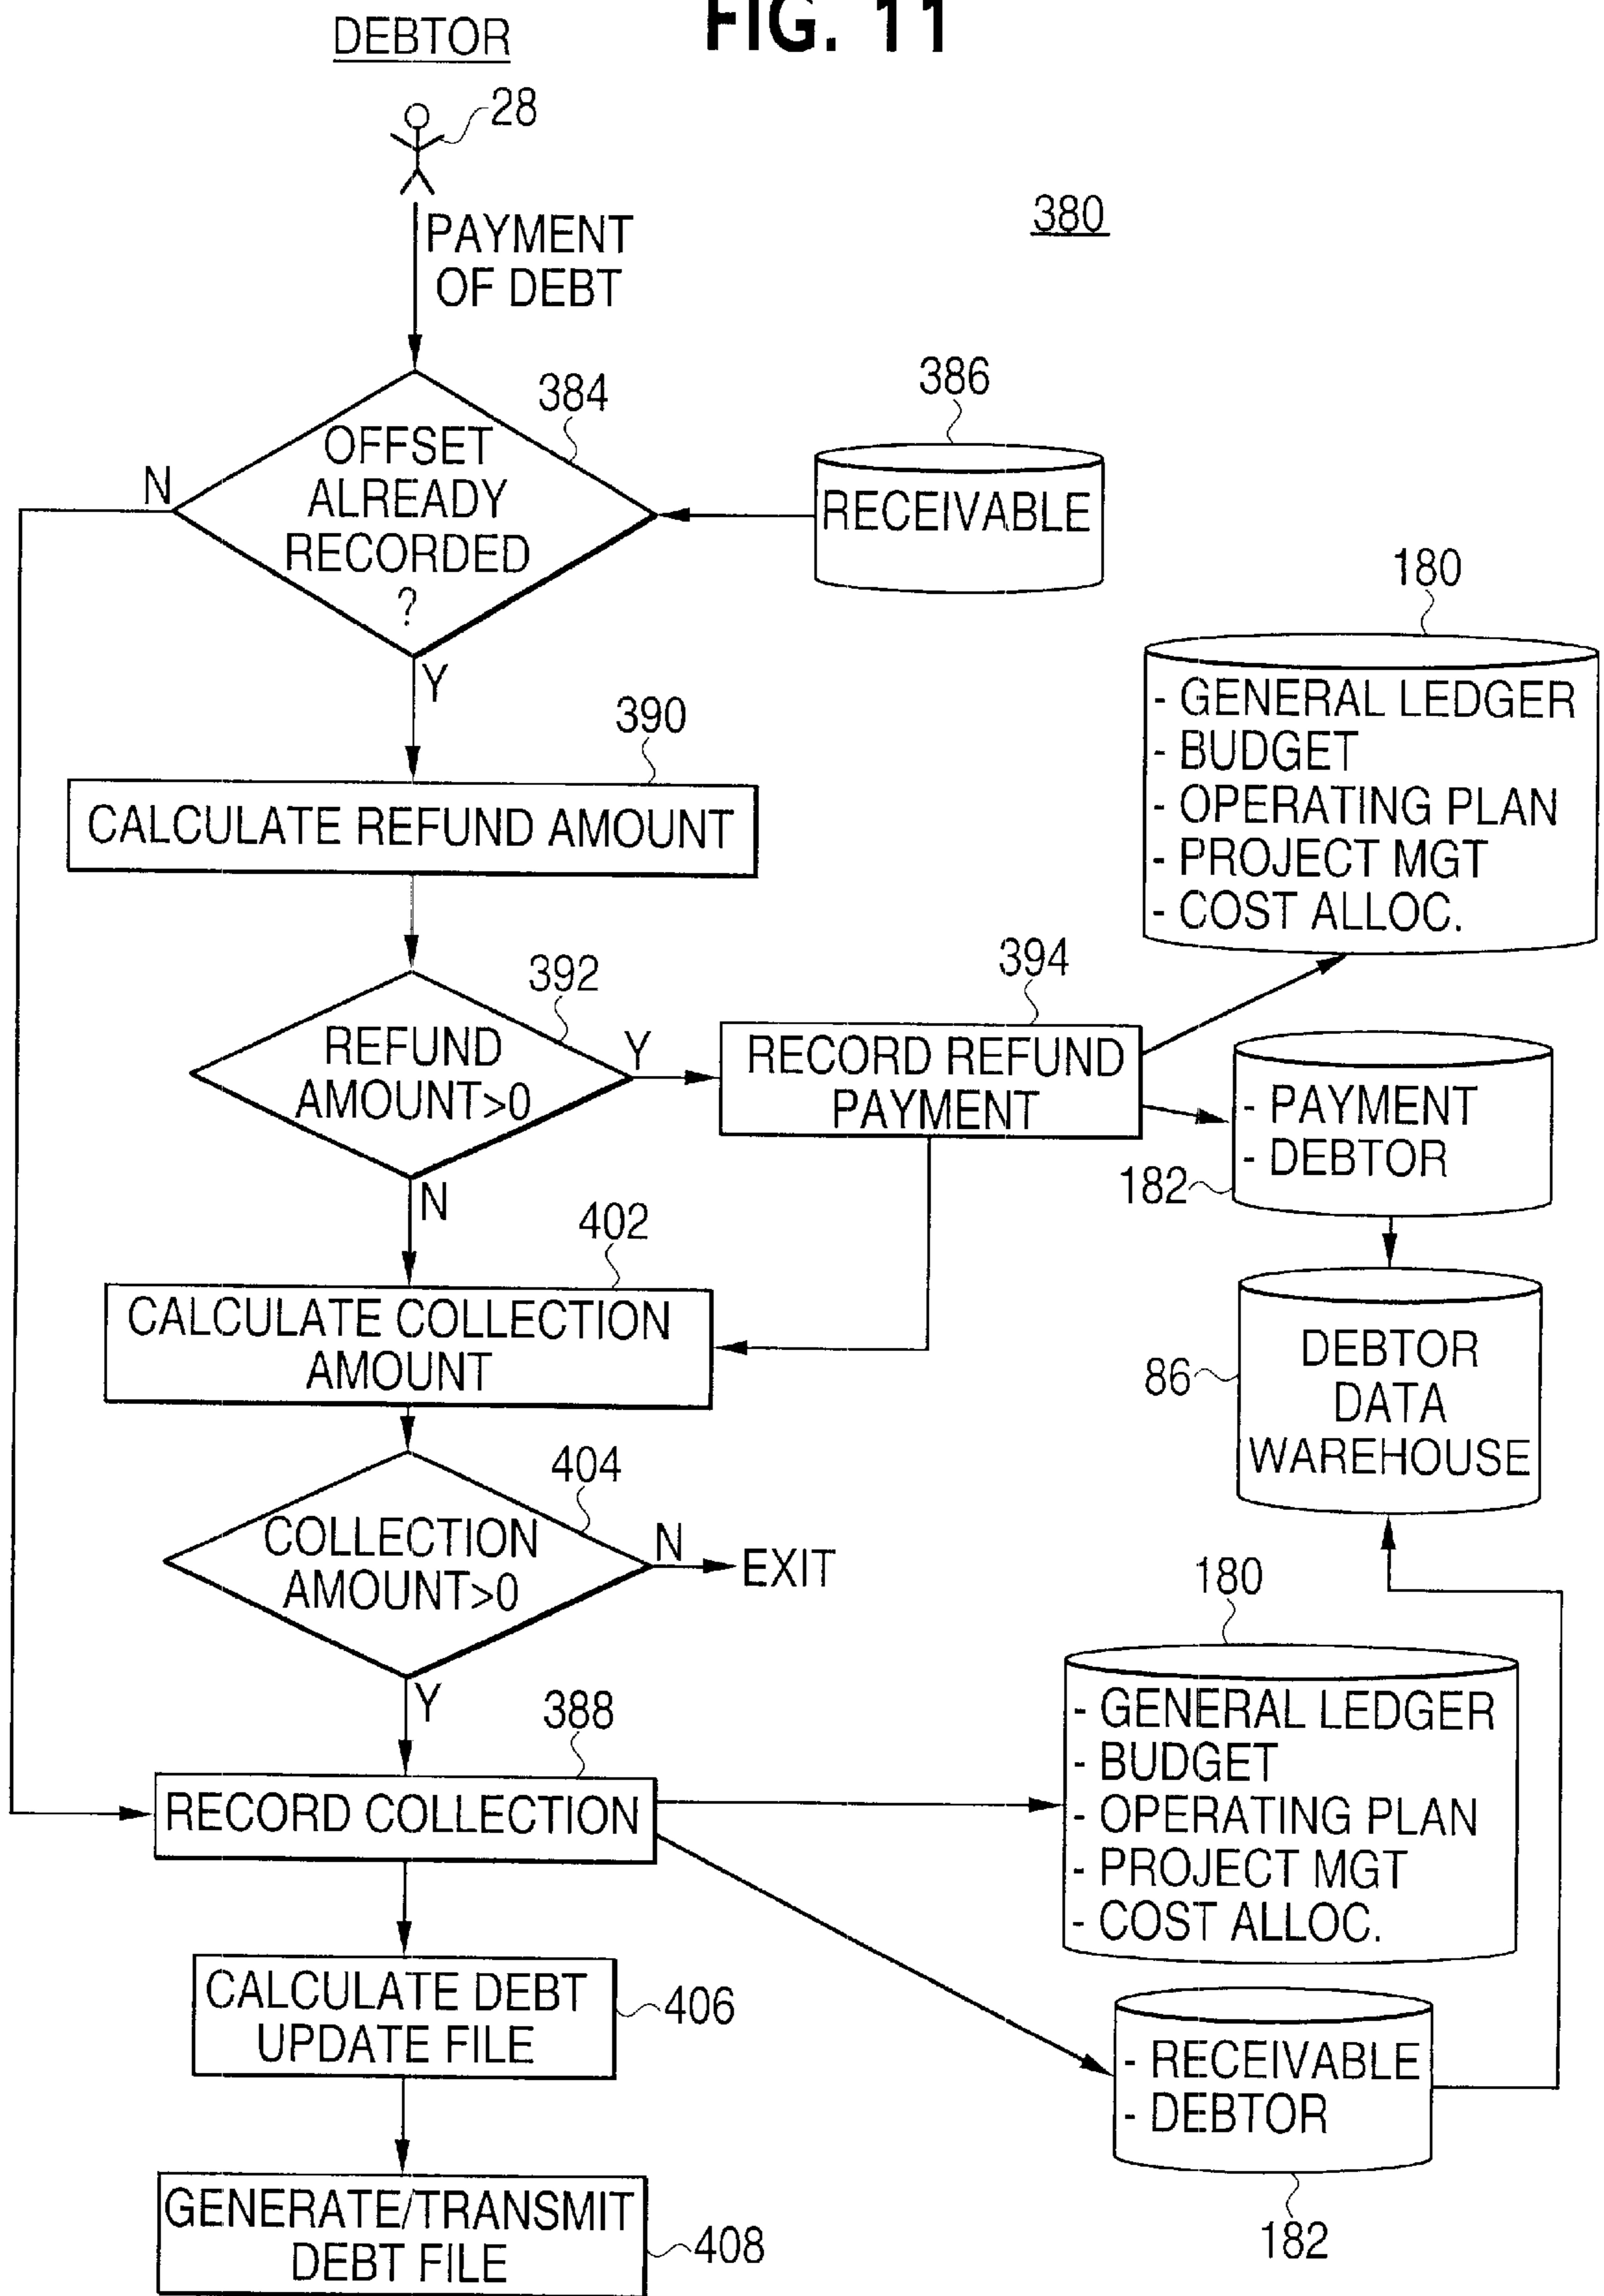 FIG. 11
DEBTOR
28
PAYMENT
OF DEBT
380
384
386
OFFSET
ALREADY
RECORDED
?
N
RECEIVABLE
Y
180
- GENERAL LEDGER
- BUDGET
- OPERATING PLAN
- PROJECT MGT
- COST ALLOC.
390
CALCULATE REFUND AMOUNT
392
REFUND
AMOUNT>0
Y
394
RECORD REFUND
PAYMENT
- PAYMENT
- DEBTOR
182
N
402
CALCULATE COLLECTION
AMOUNT
86
DEBTOR
DATA
WAREHOUSE
404
COLLECTION
AMOUNT>0
N
EXIT
Y
180
- GENERAL LEDGER
- BUDGET
- OPERATING PLAN
- PROJECT MGT
- COST ALLOC.
388
RECORD COLLECTION
CALCULATE DEBT
UPDATE FILE
406
- RECEIVABLE
- DEBTOR
182
GENERATE/TRANSMIT
DEBT FILE
408